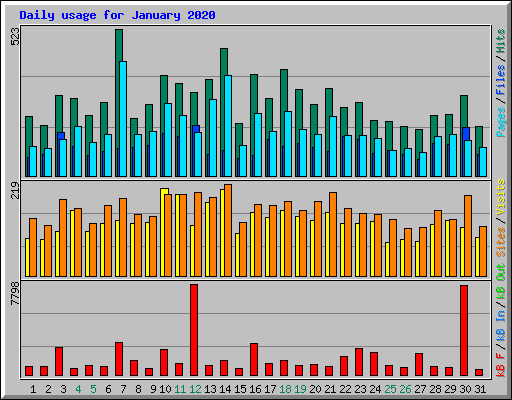 Daily usage for January 2020
523
219
7798
Pages / Files / Hits
Sites / Visits
kB F / kB In / kB Out
1 2 3 4 5 6 7 8 9 10 11 12 13 14 15 16 17 18 19 20 21 22 23 24 25 26 27 28 29 30 31